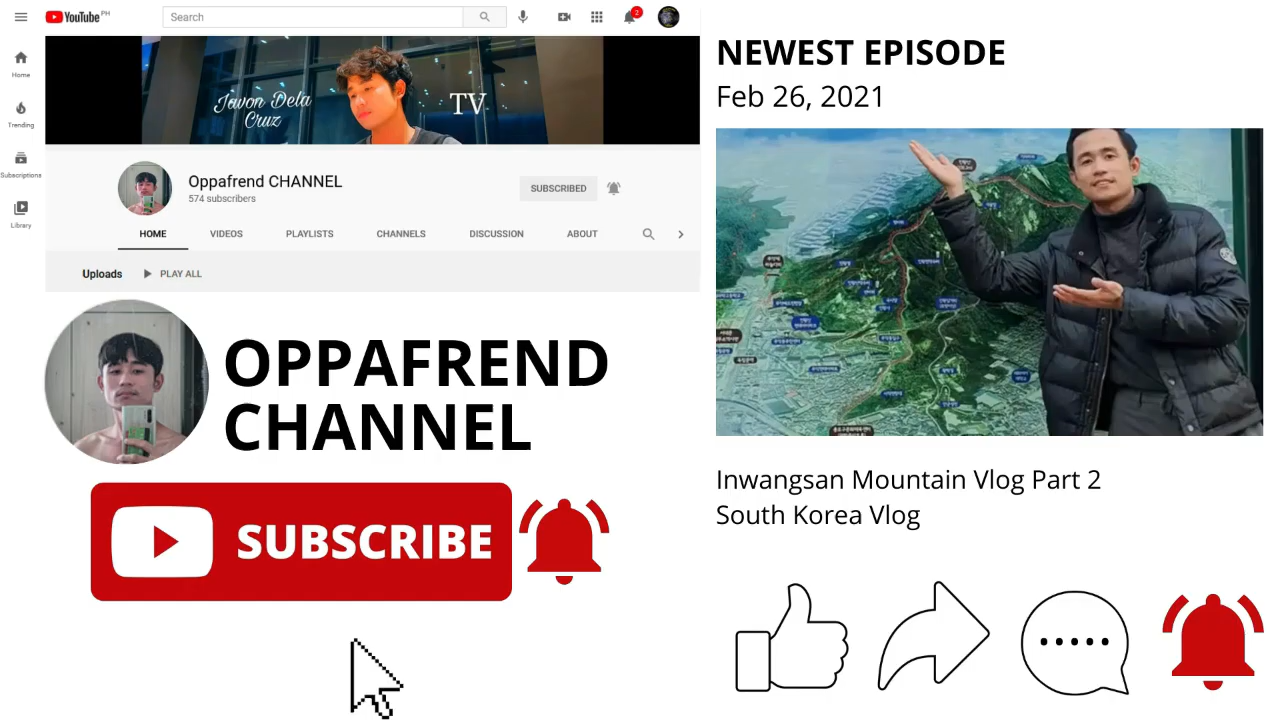 YouTube PH
Search
2
Home
Trending
Subscriptions
Library
Jovon Dela
Cruz
TV
Oppafrend CHANNEL
574 subscribers
SUBSCRIBED
HOME
VIDEOS
PLAYLISTS
CHANNELS
DISCUSSION
ABOUT
Uploads
PLAY ALL
OPPAFREND
CHANNEL
SUBSCRIBE
NEWEST EPISODE
Feb 26, 2021
Inwangsan Mountain Vlog Part 2
South Korea Vlog